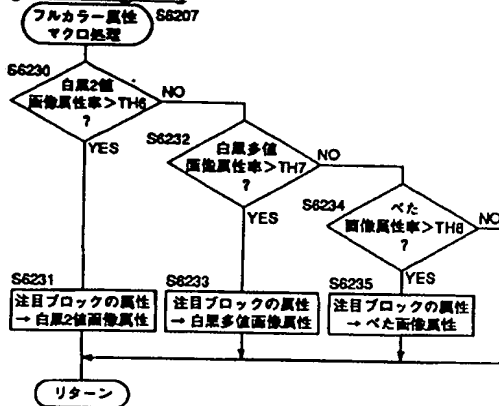 フルカラー属性
マクロ処理
S6207
S6230
白黒2値
画像属性率>TH6
?
NO
YES
S6232
白黒多値
画像属性率>TH7
?
NO
YES
S6234
べた
画像属性率>TH8
?
NO
YES
S6231
注目ブロックの属性
→ 白黒2値画像属性
S6233
注目ブロックの属性
→ 白黒多値画像属性
S6235
注目ブロックの属性
→ べた画像属性
リターン